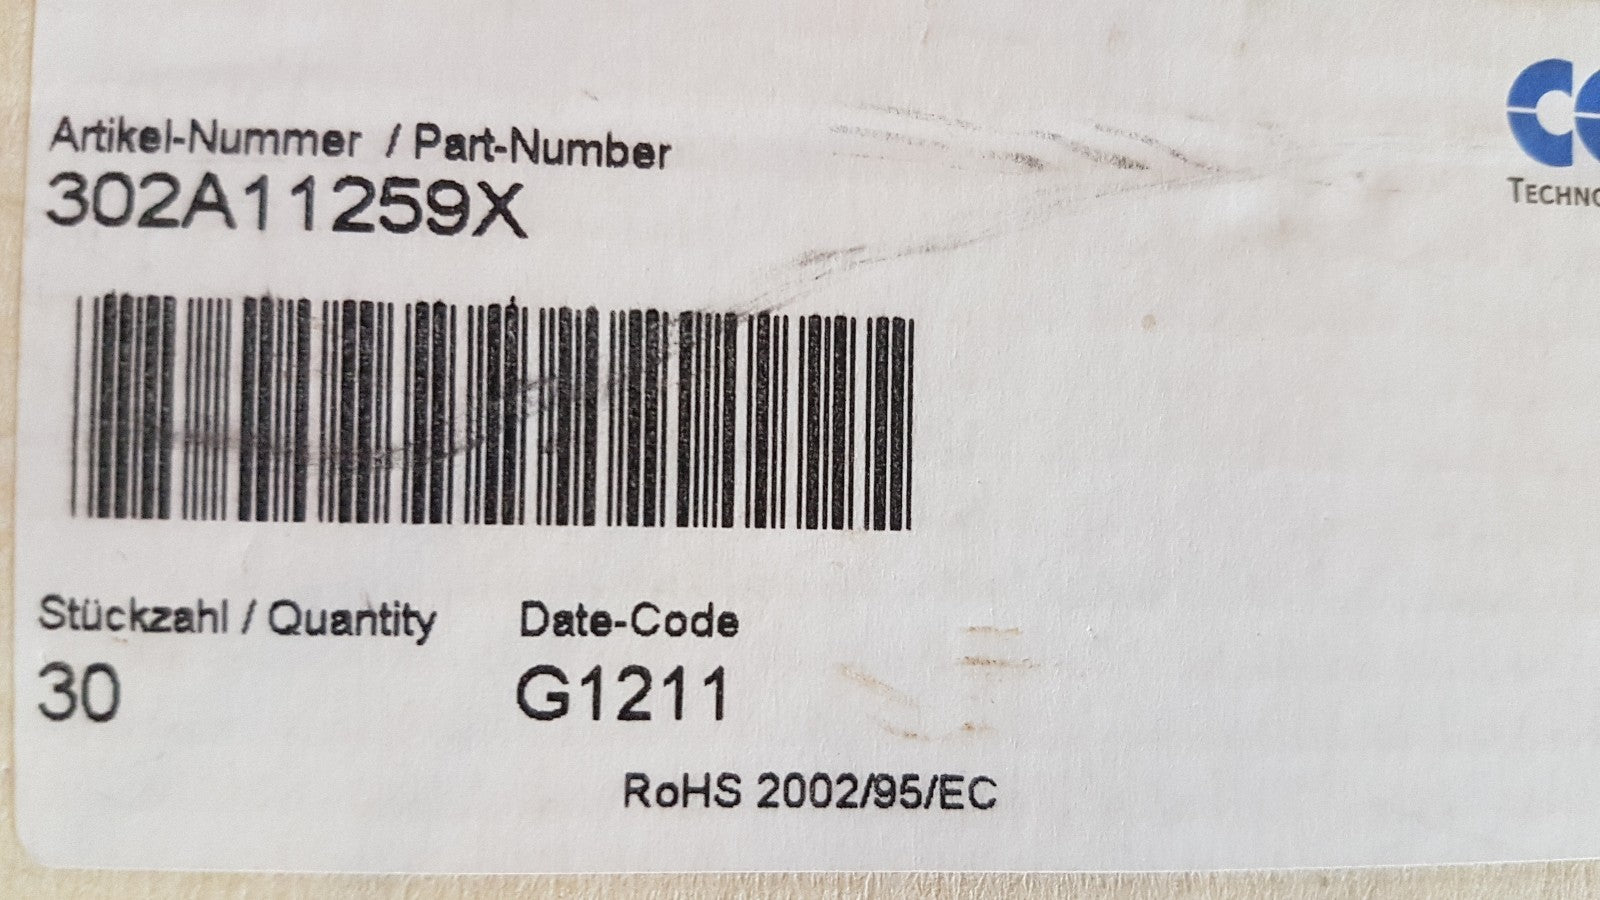 Artikel-Nummer / Part-Number
302A11259X
Stückzahl / Quantity Date-Code
30 G1211
RoHS 2002/95/EC